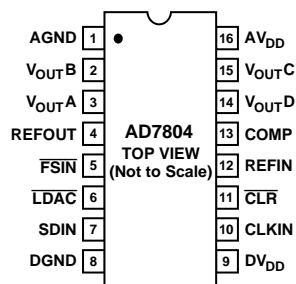 AGND 1 16 AVDD
VOUTB 2 15 VOUTC
VOUTA 3 14 VOUTD
REFOUT 4 AD7804 13 COMP
FSIN 5 TOP VIEW 12 REFIN
LDAC 6 (Not to Scale) 11 CLR
SDIN 7 10 CLKIN
DGND 8 9 DVDD